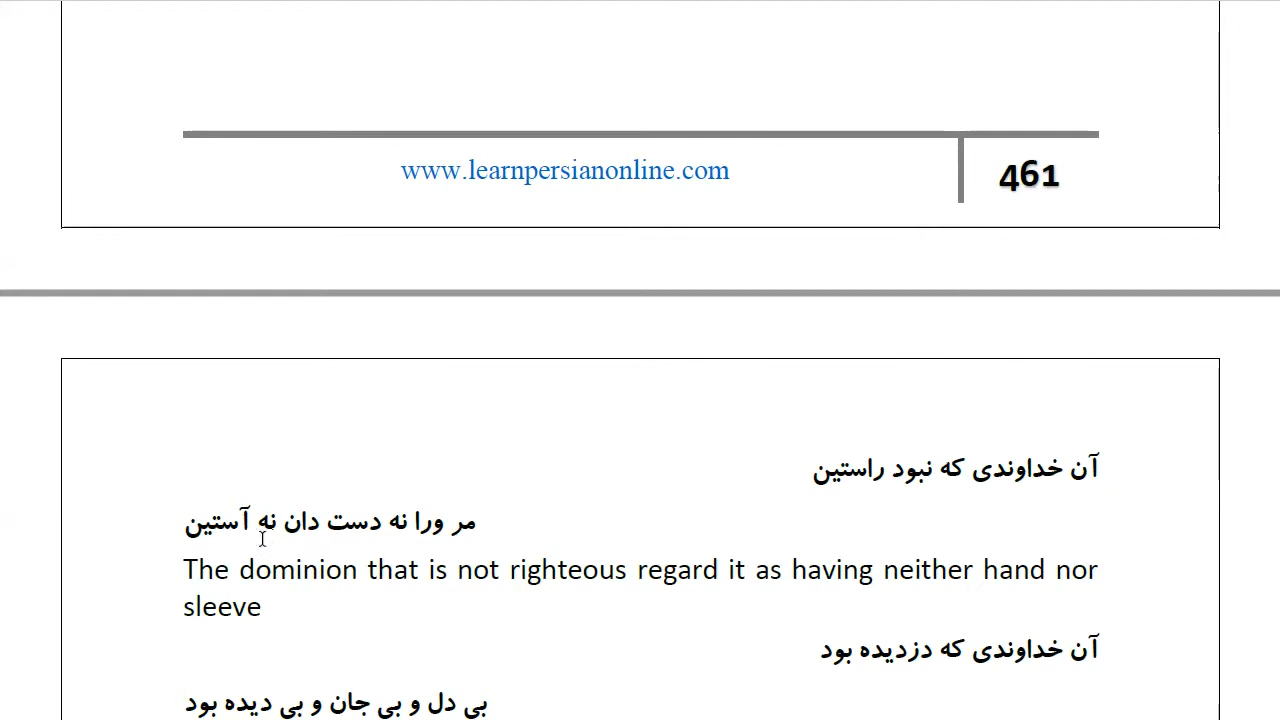 www.learnpersianonline.com
461
آن خداوندی که نبود راستین
مر ورا نه دست دان نه آستین
The dominion that is not righteous regard it as having neither hand nor
sleeve
آن خداوندی که دزدیده بود
بی دل و بی جان و بی دیده بود